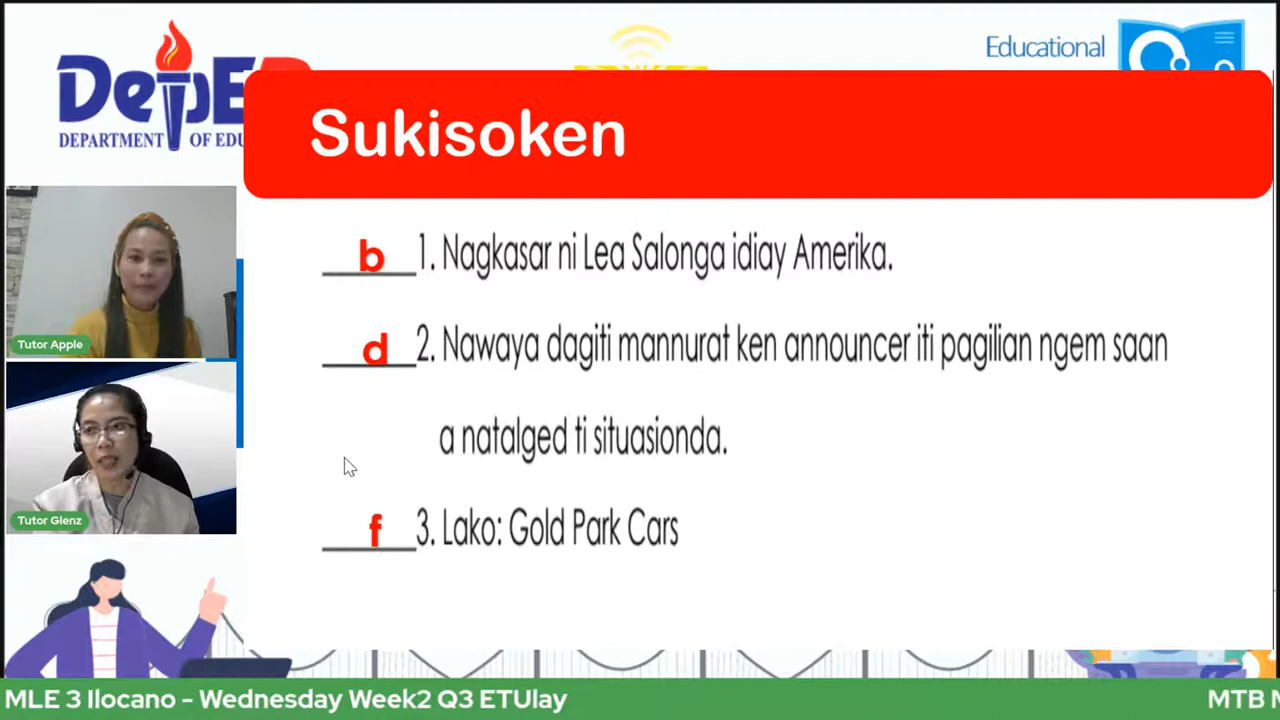 DepE
DEPARTMENT OF EDU
Educational
Sukisoken
b 1. Nagkasar ni Lea Salonga idiay Amerika.
d 2. Nawaya dagiti mannurat ken announcer iti pagilian ngem saan
a natalged ti situasionda.
f 3. Lako: Gold Park Cars
Tutor Apple
Tutor Glenz
MLE 3 Ilocano - Wednesday Week2 Q3 ETUlay
MTB